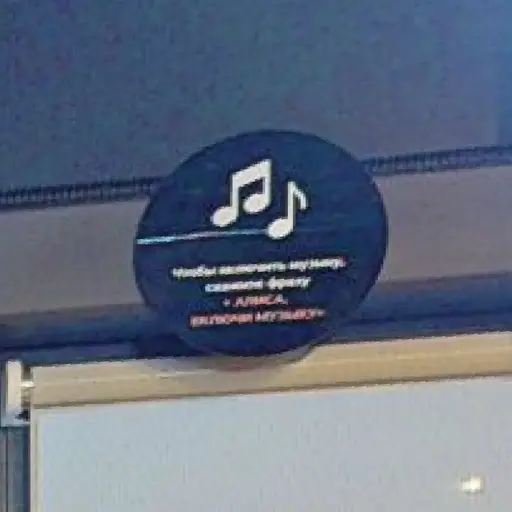 Чтобы включить музыку,
скажите фразу
« АЛИСА,
ВКЛЮЧИ МУЗЫКУ»